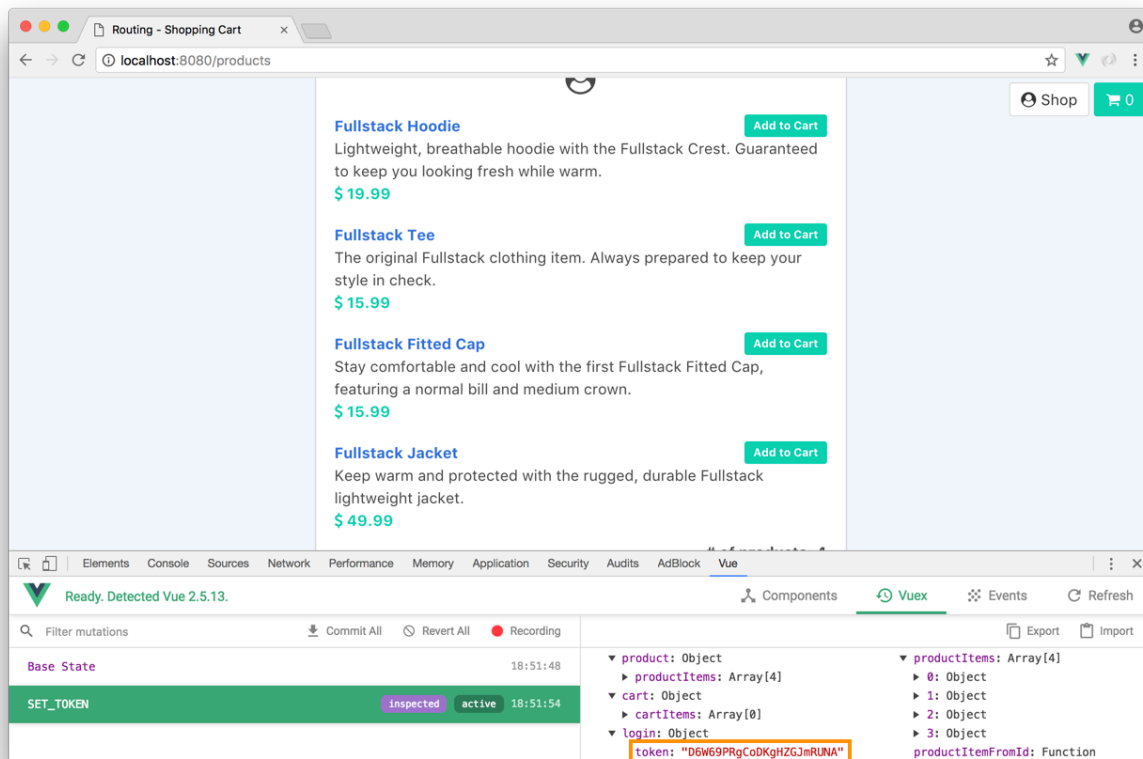 Routing - Shopping Cart
localhost:8080/products
Shop
0
Fullstack Hoodie
Add to Cart
Lightweight, breathable hoodie with the Fullstack Crest. Guaranteed
to keep you looking fresh while warm.
$ 19.99
Fullstack Tee
Add to Cart
The original Fullstack clothing item. Always prepared to keep your
style in check.
$ 15.99
Fullstack Fitted Cap
Add to Cart
Stay comfortable and cool with the first Fullstack Fitted Cap,
featuring a normal bill and medium crown.
$ 15.99
Fullstack Jacket
Add to Cart
Keep warm and protected with the rugged, durable Fullstack
lightweight jacket.
$ 49.99
# of products 4
Elements Console Sources Network Performance Memory Application Security Audits AdBlock Vue
Ready. Detected Vue 2.5.13.
Components Vuex Events Refresh
Filter mutations
Commit All Revert All Recording
Export Import
Base State 18:51:48
SET_TOKEN inspected active 18:51:54
product: Object
productItems: Array[4]
cart: Object
cartItems: Array[0]
login: Object
token: "D6W69PRgCoDKgHZGJmRUNA"
productItems: Array[4]
0: Object
1: Object
2: Object
3: Object
productItemFromId: Function